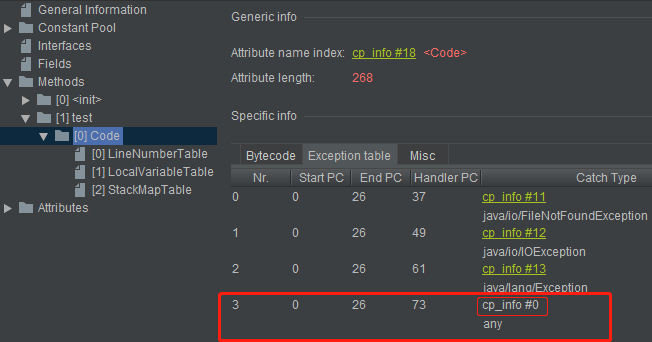 General Information
Constant Pool
Interfaces
Fields
Methods
[0] <init>
[1] test
[0] Code
[0] LineNumberTable
[1] LocalVariableTable
[2] StackMapTable
Attributes
Generic info
Attribute name index: cp_info #18 <Code>
Attribute length: 268
Specific info
Bytecode Exception table Misc
Nr. Start PC End PC Handler PC Catch Type
0 0 26 37 cp_info #11
java/io/FileNotFoundException
1 0 26 49 cp_info #12
java/io/IOException
2 0 26 61 cp_info #13
java/lang/Exception
3 0 26 73 cp_info #0
any